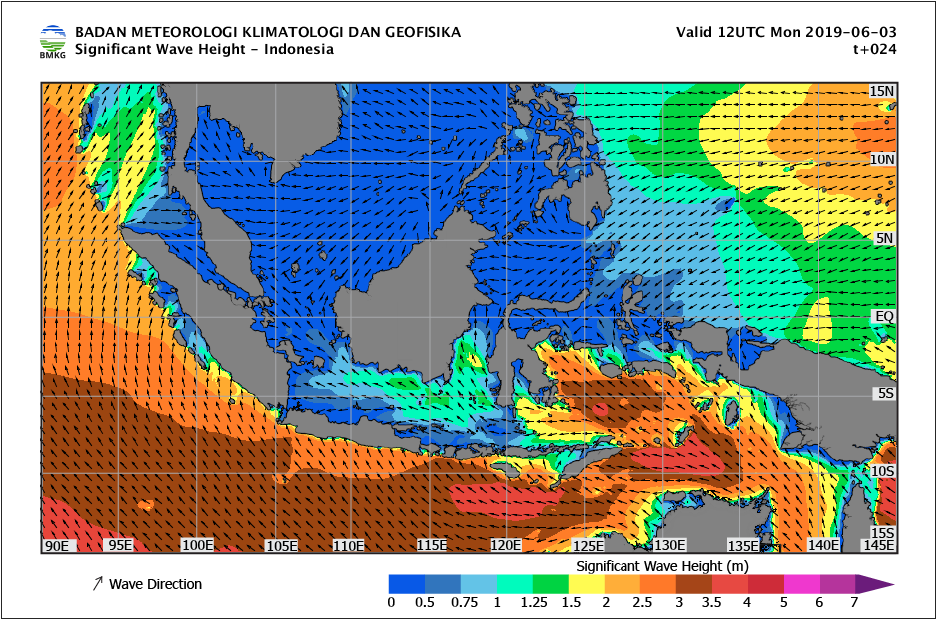 BADAN METEOROLOGI KLIMATOLOGI DAN GEOFISIKA
Significant Wave Height – Indonesia
BMKG
Valid 12UTC Mon 2019-06-03
t+024
15N
10N
5N
EQ
5S
10S
15S
90E 95E 100E 105E 110E 115E 120E 125E 130E 135E 140E 145E
Wave Direction
Significant Wave Height (m)
0 0.5 0.75 1 1.25 1.5 2 2.5 3 3.5 4 5 6 7